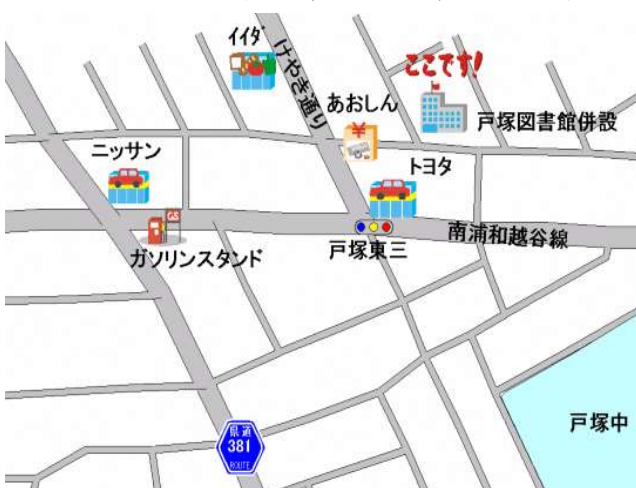 イイダ
けやき通り
ここです!
あおしん
¥
戸塚図書館併設
ニッサン
トヨタ
GS
ガソリンスタンド
戸塚東三
南浦和越谷線
戸塚中
県道
381
ROUTE